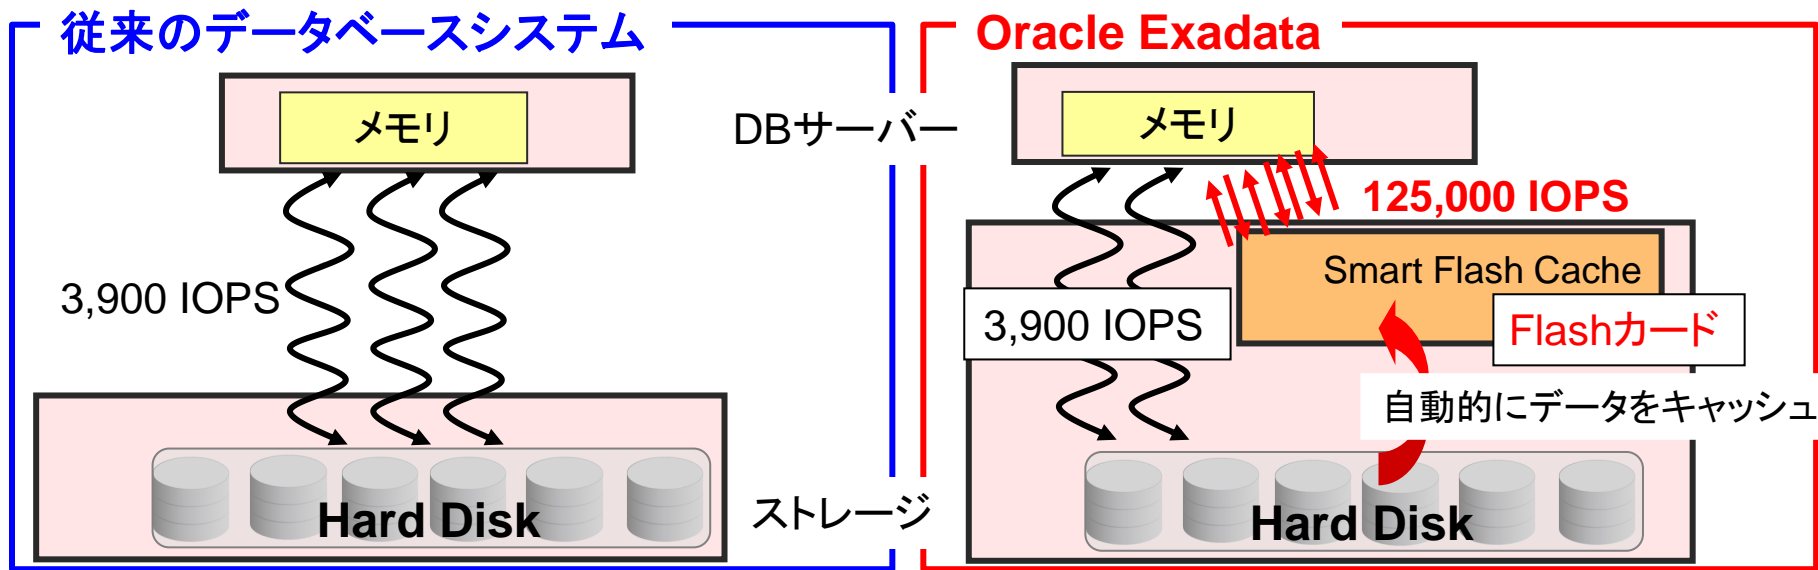 従来のデータベースシステム
メモリ
3,900 IOPS
Hard Disk
DBサーバー
ストレージ
Oracle Exadata
メモリ
125,000 IOPS
Smart Flash Cache
Flashカード
3,900 IOPS
自動的にデータをキャッシュ
Hard Disk